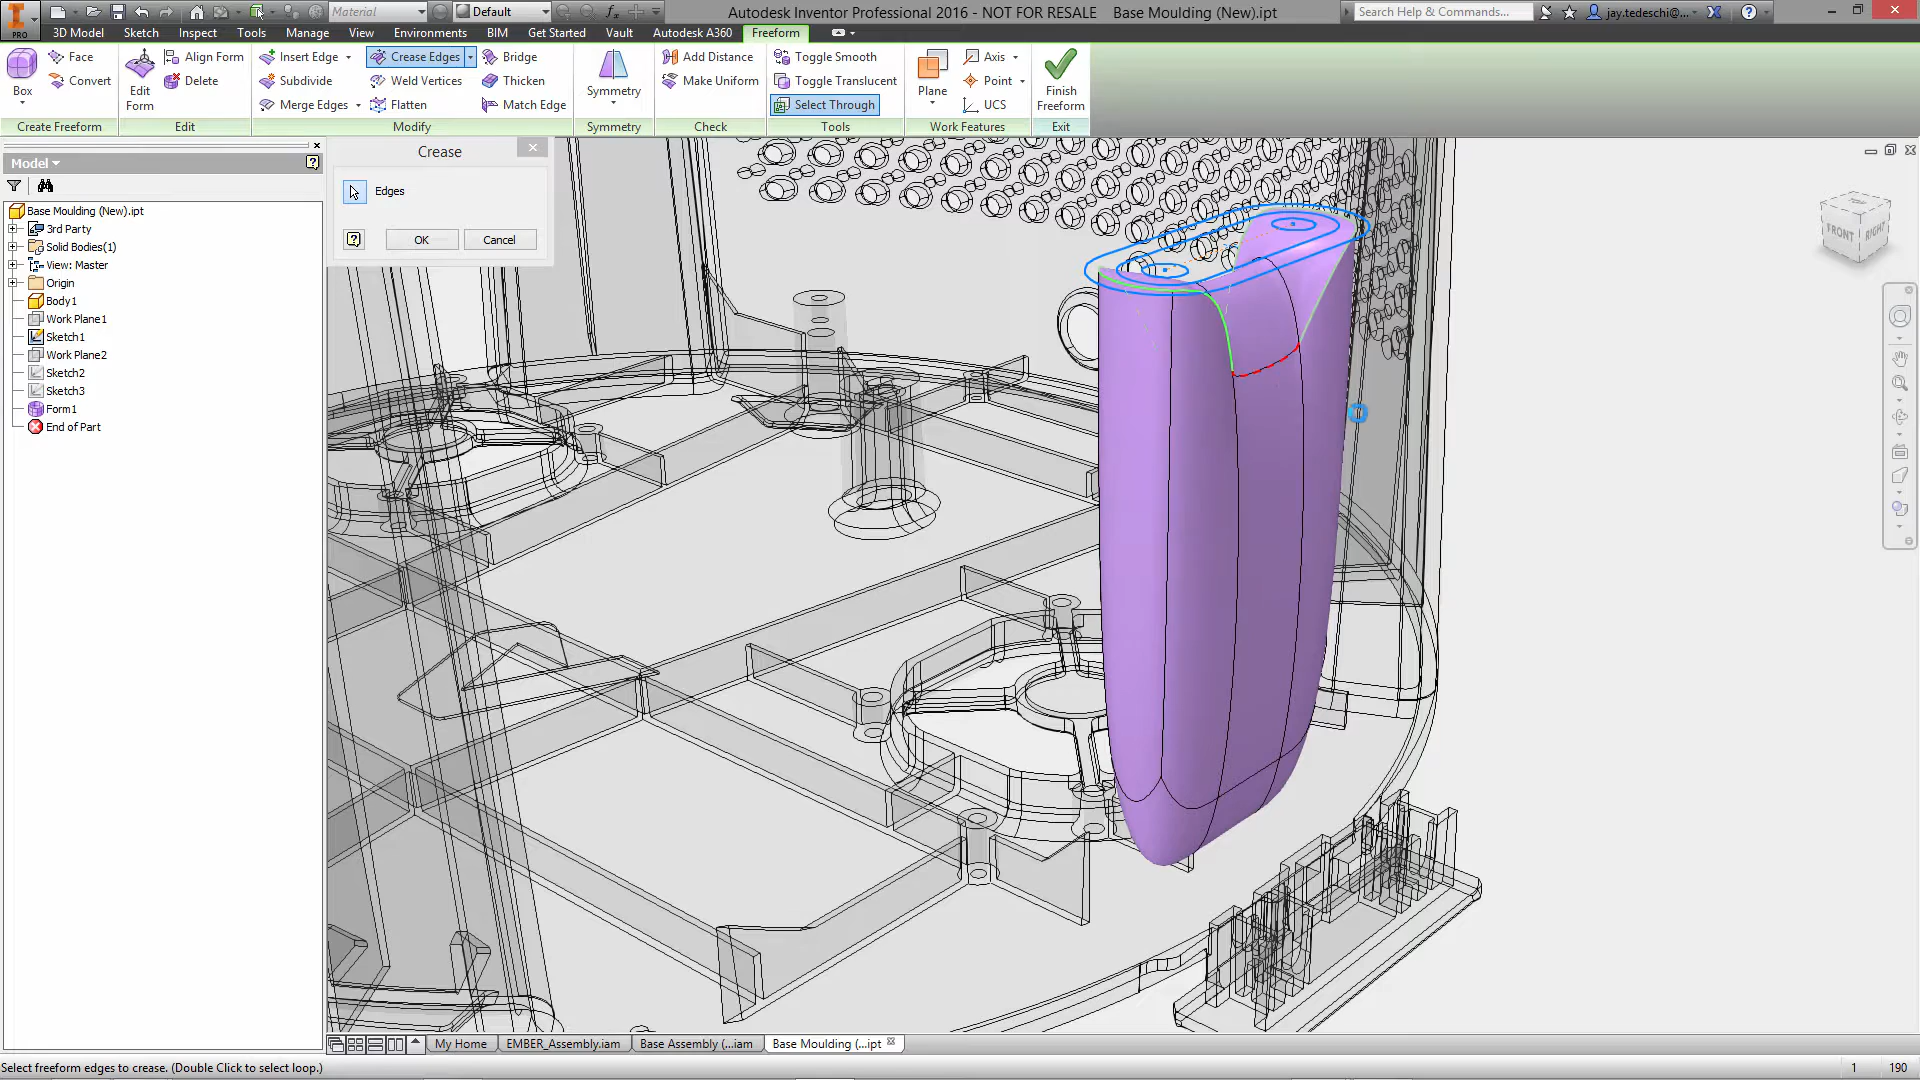 PRO
Material
Default
fx
Autodesk Inventor Professional 2016 - NOT FOR RESALE Base Moulding (New).ipt
Search Help & Commands...
jay.tedeschi@...
3D Model Sketch Inspect Tools Manage View Environments BIM Get Started Vault Autodesk A360 Freeform
Box
Face
Convert
Create Freeform
Edit Form
Align Form
Delete
Edit
Insert Edge
Subdivide
Merge Edges
Crease Edges
Weld Vertices
Flatten
Bridge
Thicken
Match Edge
Modify
Symmetry
Symmetry
Add Distance
Make Uniform
Check
Toggle Smooth
Toggle Translucent
Select Through
Tools
Plane
Axis
Point
UCS
Work Features
Finish Freeform
Exit
Model
Base Moulding (New).ipt
3rd Party
Solid Bodies(1)
View: Master
Origin
Body1
Work Plane1
Sketch1
Work Plane2
Sketch2
Sketch3
Form1
End of Part
Crease
Edges
OK
Cancel
FRONT
RIGHT
My Home
EMBER_Assembly.iam
Base Assembly (...iam
Base Moulding (...ipt
Select freeform edges to crease. (Double Click to select loop.)
1
190